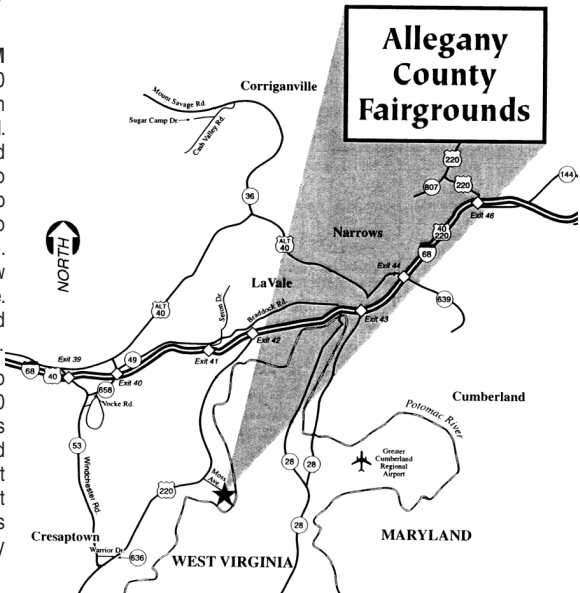 Allegany
County
Fairgrounds
M
0
n
l.
d
o
o
o
w
e.
d
o
0
s
d
t
t
s
y
Corriganville
Mount Savage Rd.
Sugar Camp Dr.
Cash Valley Rd.
220
807
220
144
Exit 46
36
ALT
40
Narrows
40
220
68
NORTH
LaVale
Exit 44
639
ALT
40
Braddock Rd.
Exit 43
Exit 42
Exit 41
Exit 39
49
68
40
Exit 40
658
Vocke Rd.
Cumberland
Potomac River
53
Winchester Rd
28
28
Greater
Cumberland
Regional
Airport
220
Moss
Ave.
28
Cresaptown
Warrior Dr.
636
WEST VIRGINIA
MARYLAND